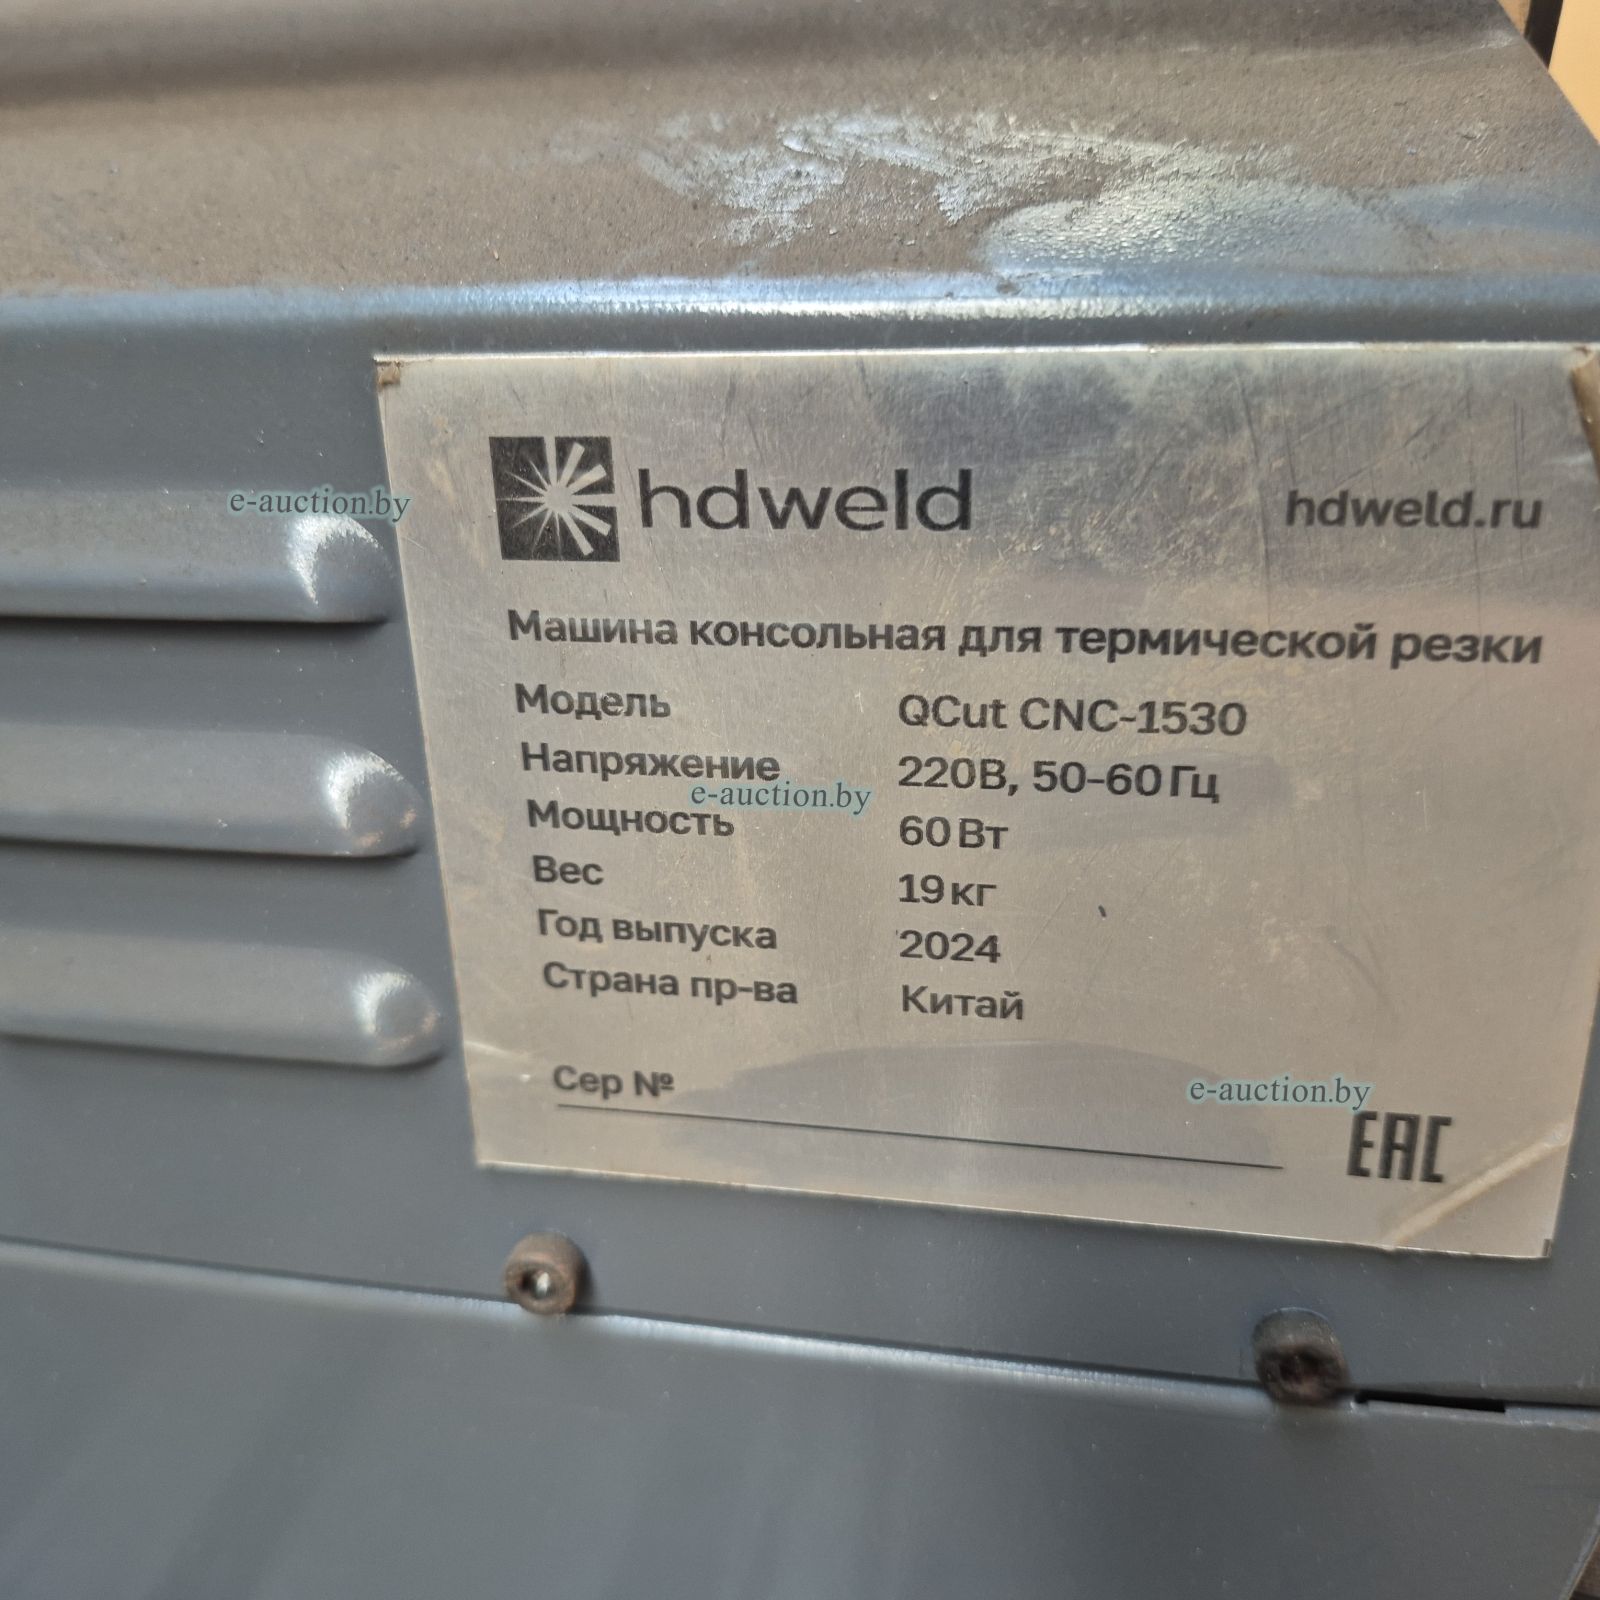 hdweld hdweld.ru
e-auction.by
Машина консольная для термической резки
Модель QCut CNC-1530
Напряжение 220В, 50-60Гц
e-auction.by
Мощность 60Вт
Вес 19кг
Год выпуска 2024
Страна пр-ва Китай
Сер №
e-auction.by
EAC